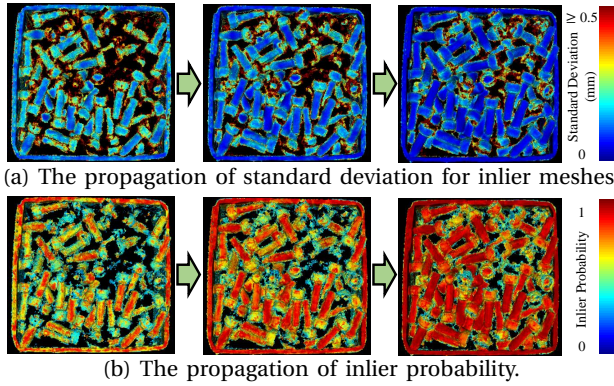 0.5
Standard Deviation ≥
(mm)
0
(a) The propagation of standard deviation for inlier meshes
1
Inlier Probability
0
(b) The propagation of inlier probability.